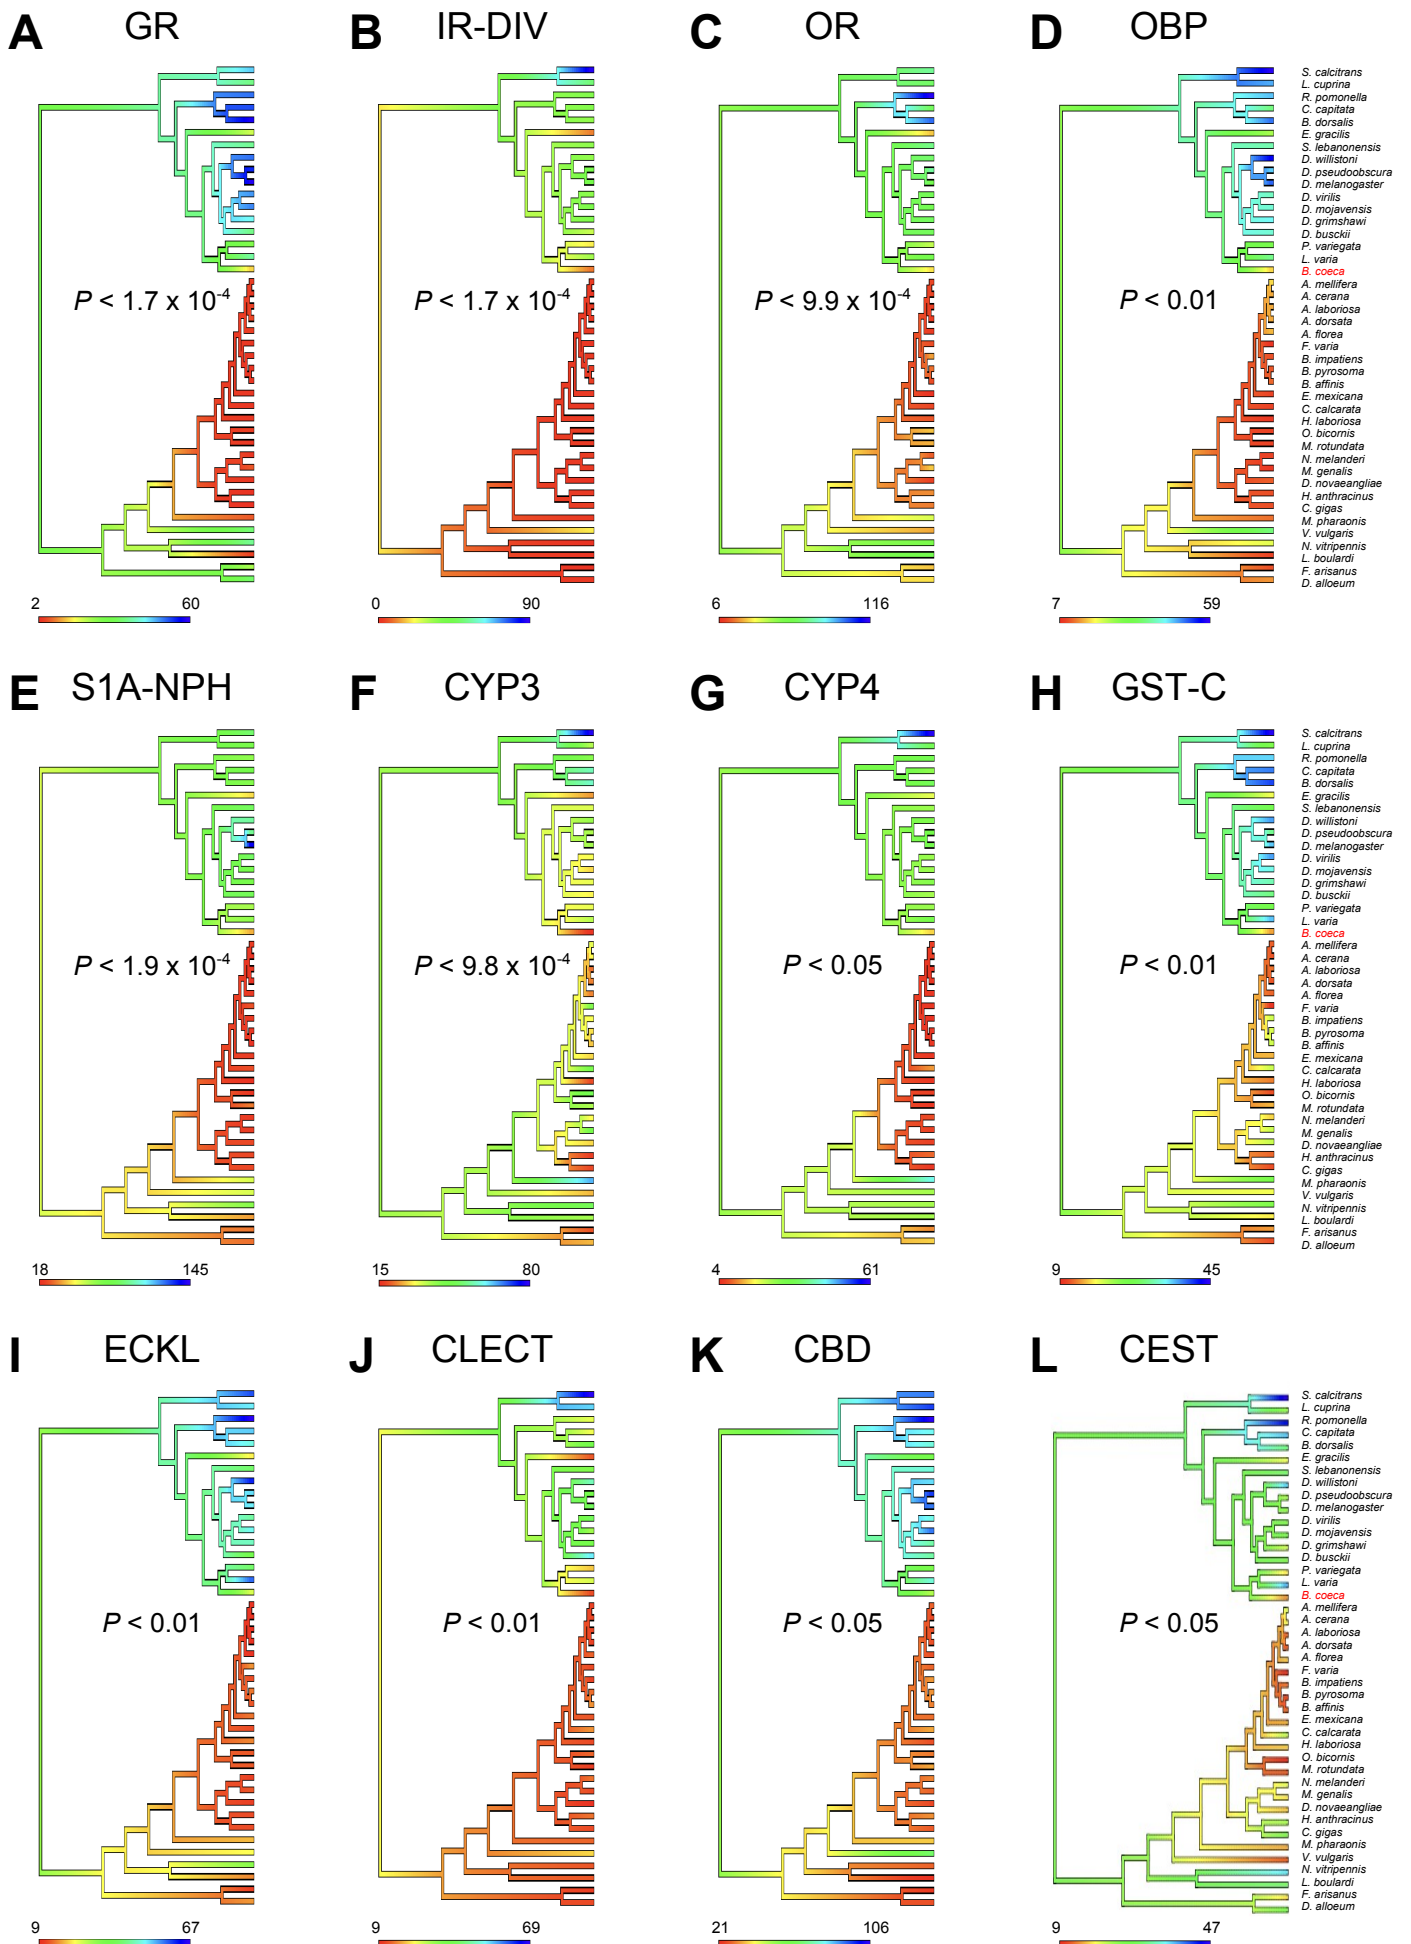 A GR
B IR-DIV
C OR
D OBP
S. calcitrans
L. cuprina
R. pomonella
C. capitata
B. dorsalis
E. gracilis
S. lebanonensis
D. willistoni
D. pseudoobscura
D. melanogaster
D. virilis
D. mojavensis
D. grimshawi
D. busckii
P. variegata
L. varia
B. coeca
A. mellifera
A. cerana
A. laboriosa
A. dorsata
A. florea
F. varia
B. impatiens
B. pyrosoma
B. affinis
E. mexicana
C. calcarata
H. laboriosa
O. bicornis
M. rotundata
N. melanderi
M. genalis
D. novaeangliae
H. anthracinus
C. gigas
M. pharaonis
V. vulgaris
N. vitripennis
L. boulardi
F. arisanus
D. alloeum
P < 1.7 x 10-4
P < 1.7 x 10-4
P < 9.9 x 10-4
P < 0.01
2 60
0 90
6 116
7 59
E S1A-NPH
F CYP3
G CYP4
H GST-C
S. calcitrans
L. cuprina
R. pomonella
C. capitata
B. dorsalis
E. gracilis
S. lebanonensis
D. willistoni
D. pseudoobscura
D. melanogaster
D. virilis
D. mojavensis
D. grimshawi
D. busckii
P. variegata
L. varia
B. coeca
A. mellifera
A. cerana
A. laboriosa
A. dorsata
A. florea
F. varia
B. impatiens
B. pyrosoma
B. affinis
E. mexicana
C. calcarata
H. laboriosa
O. bicornis
M. rotundata
N. melanderi
M. genalis
D. novaeangliae
H. anthracinus
C. gigas
M. pharaonis
V. vulgaris
N. vitripennis
L. boulardi
F. arisanus
D. alloeum
P < 1.9 x 10-4
P < 9.8 x 10-4
P < 0.05
P < 0.01
18 145
15 80
4 61
9 45
I ECKL
J CLECT
K CBD
L CEST
S. calcitrans
L. cuprina
R. pomonella
C. capitata
B. dorsalis
E. gracilis
S. lebanonensis
D. willistoni
D. pseudoobscura
D. melanogaster
D. virilis
D. mojavensis
D. grimshawi
D. busckii
P. variegata
L. varia
B. coeca
A. mellifera
A. cerana
A. laboriosa
A. dorsata
A. florea
F. varia
B. impatiens
B. pyrosoma
B. affinis
E. mexicana
C. calcarata
H. laboriosa
O. bicornis
M. rotundata
N. melanderi
M. genalis
D. novaeangliae
H. anthracinus
C. gigas
M. pharaonis
V. vulgaris
N. vitripennis
L. boulardi
F. arisanus
D. alloeum
P < 0.01
P < 0.01
P < 0.05
P < 0.05
9 67
9 69
21 106
9 47